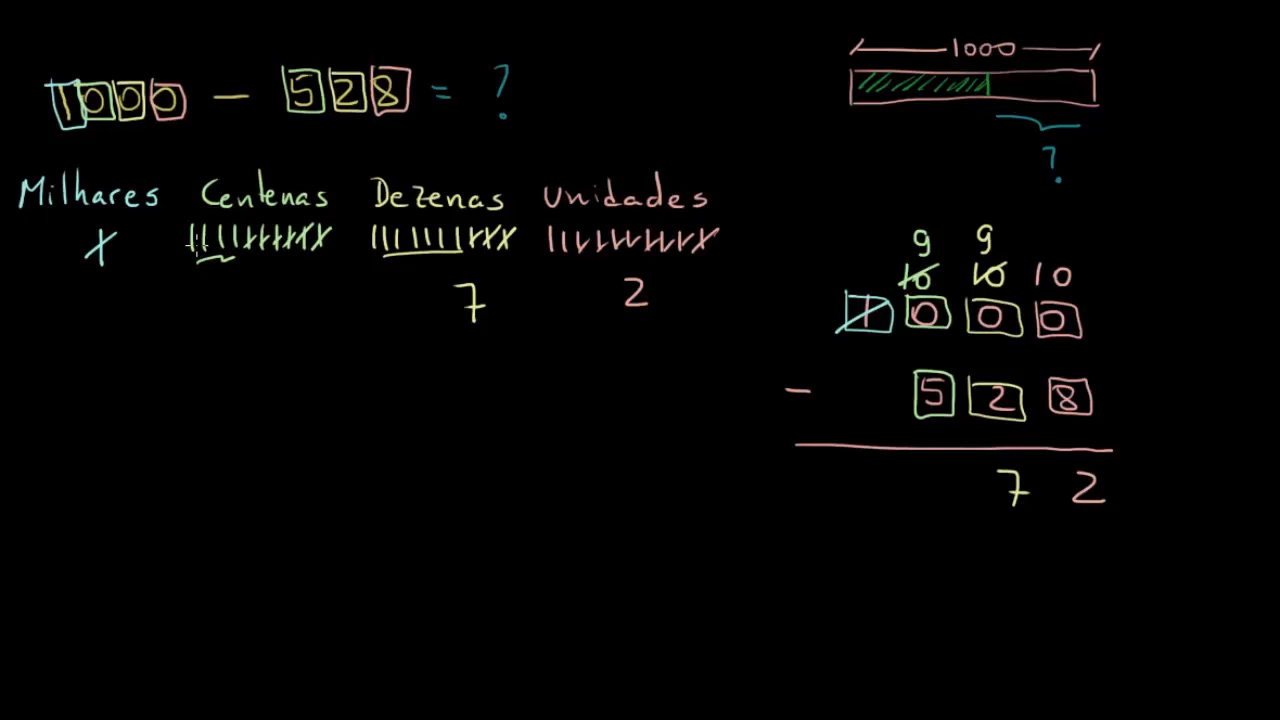 1000 - 528 = ?
1000
?
Milhares Centenas Dezenas Unidades
7 2
9 9
10 10 10
1 0 0 0
- 5 2 8
7 2